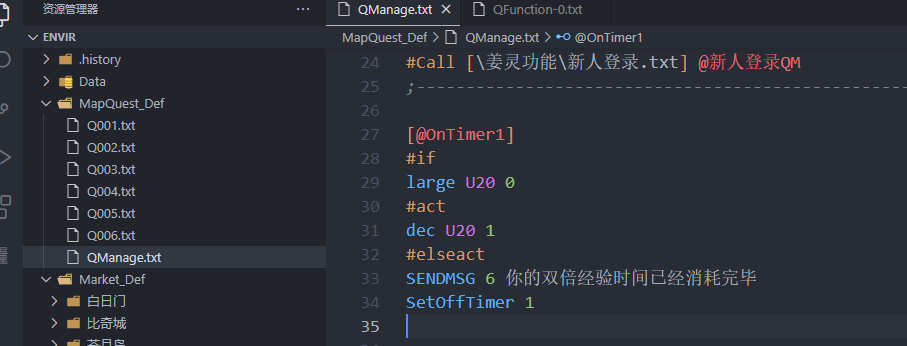 资源管理器
ENVIR
.history
Data
MapQuest_Def
Q001.txt
Q002.txt
Q003.txt
Q004.txt
Q005.txt
Q006.txt
QManage.txt
Market_Def
白日门
比奇城
QManage.txt
QFunction-0.txt
MapQuest_Def > QManage.txt > @OnTimer1
24 #Call [\姜灵功能\新人登录.txt] @新人登录QM
25 ;------------------------------------------------
26
27 [@OnTimer1]
28 #if
29 large U20 0
30 #act
31 dec U20 1
32 #elseact
33 SENDMSG 6 你的双倍经验时间已经消耗完毕
34 SetOffTimer 1
35